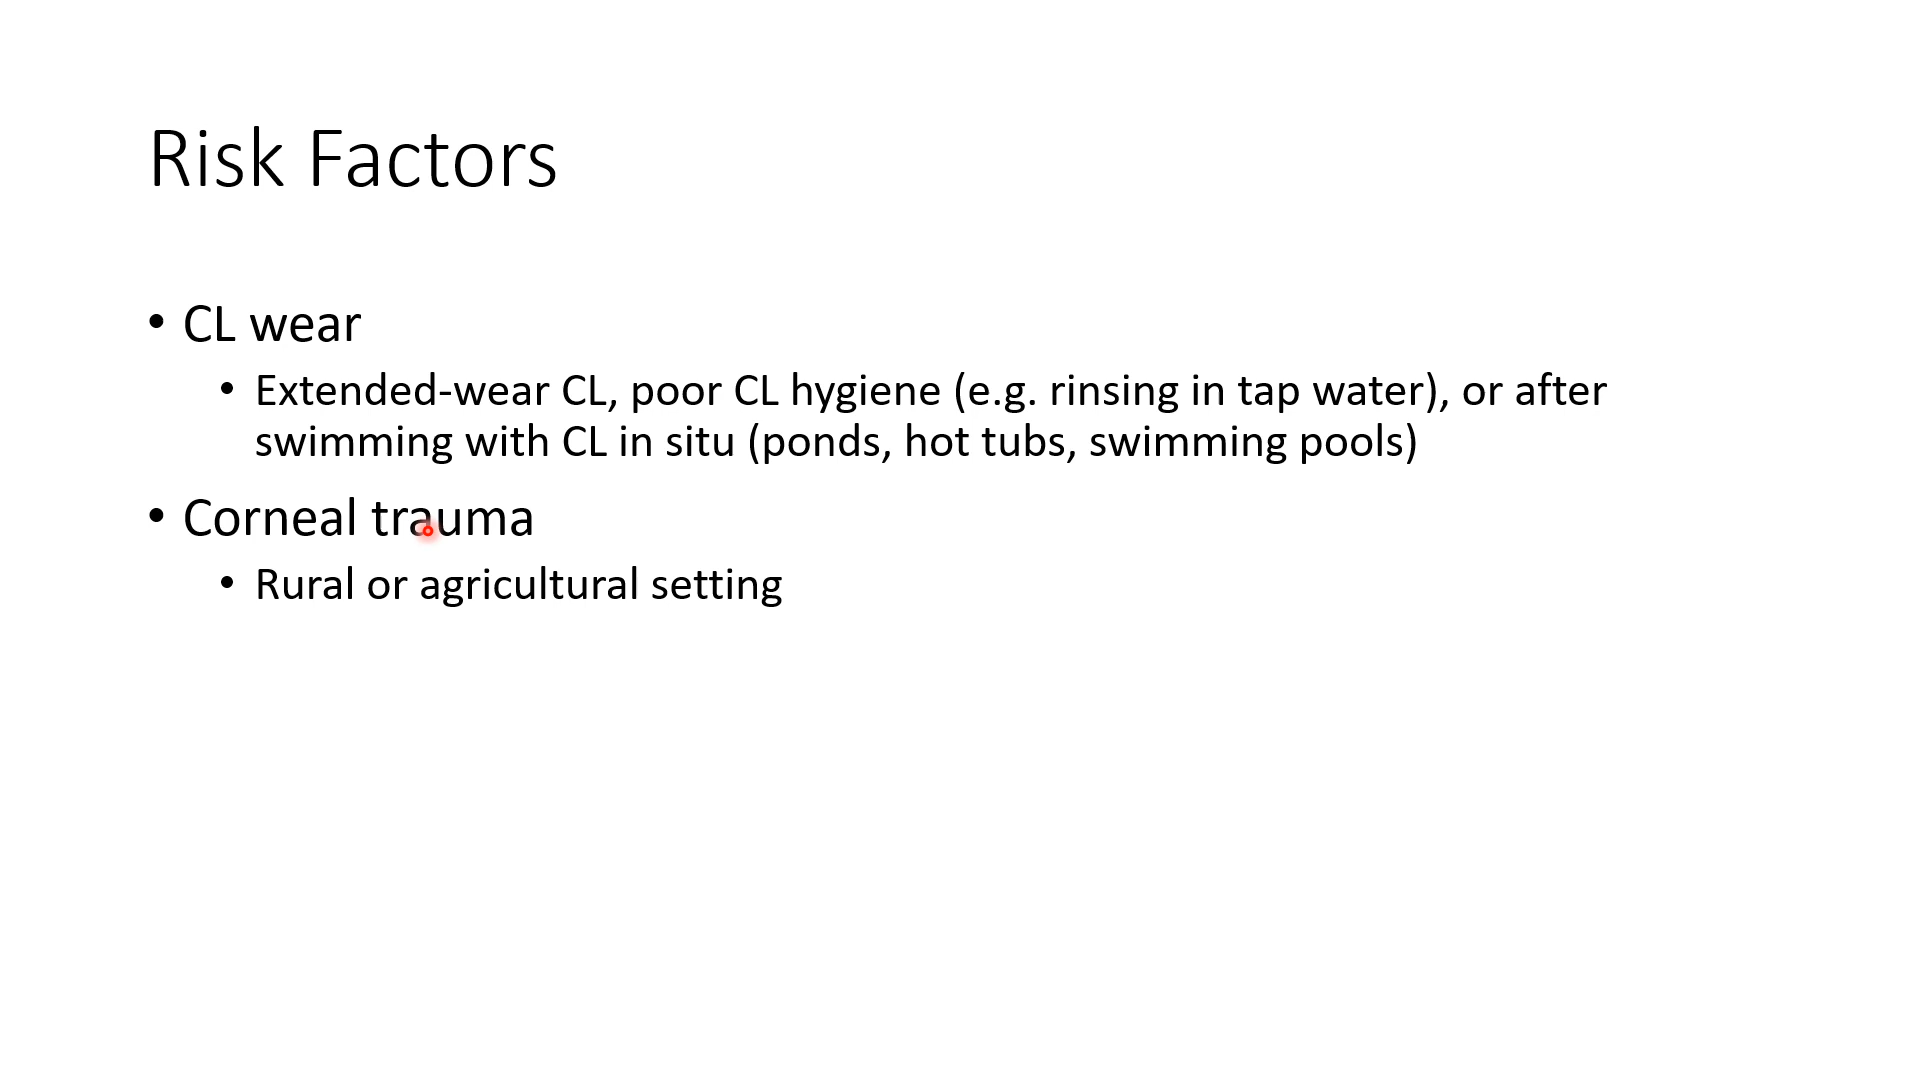 Risk Factors
• CL wear
• Extended-wear CL, poor CL hygiene (e.g. rinsing in tap water), or after
swimming with CL in situ (ponds, hot tubs, swimming pools)
• Corneal trauma
• Rural or agricultural setting